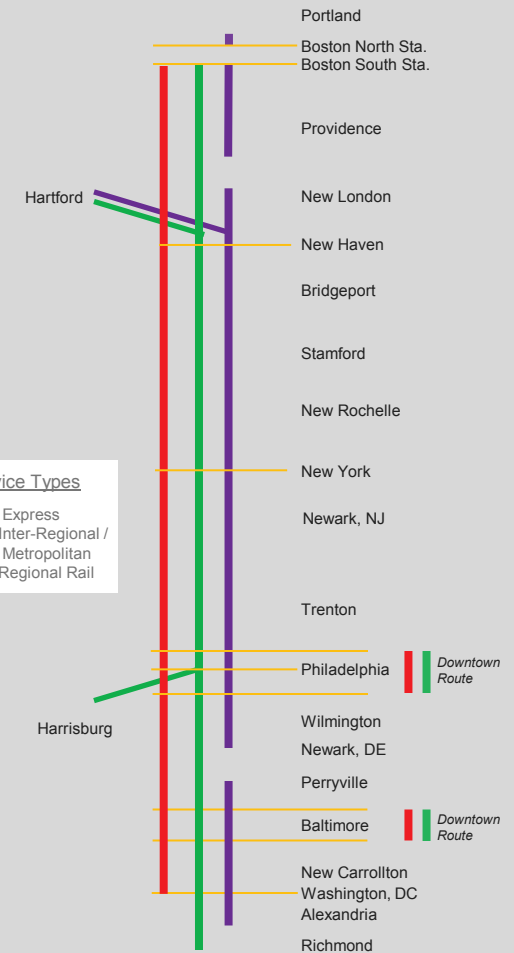 Portland
Boston North Sta.
Boston South Sta.
Providence
Hartford
New London
New Haven
Bridgeport
Stamford
New Rochelle
New York
vice Types
Express
Inter-Regional /
Metropolitan
Regional Rail
Newark, NJ
Trenton
Philadelphia
Downtown
Route
Harrisburg
Wilmington
Newark, DE
Perryville
Baltimore
Downtown
Route
New Carrollton
Washington, DC
Alexandria
Richmond